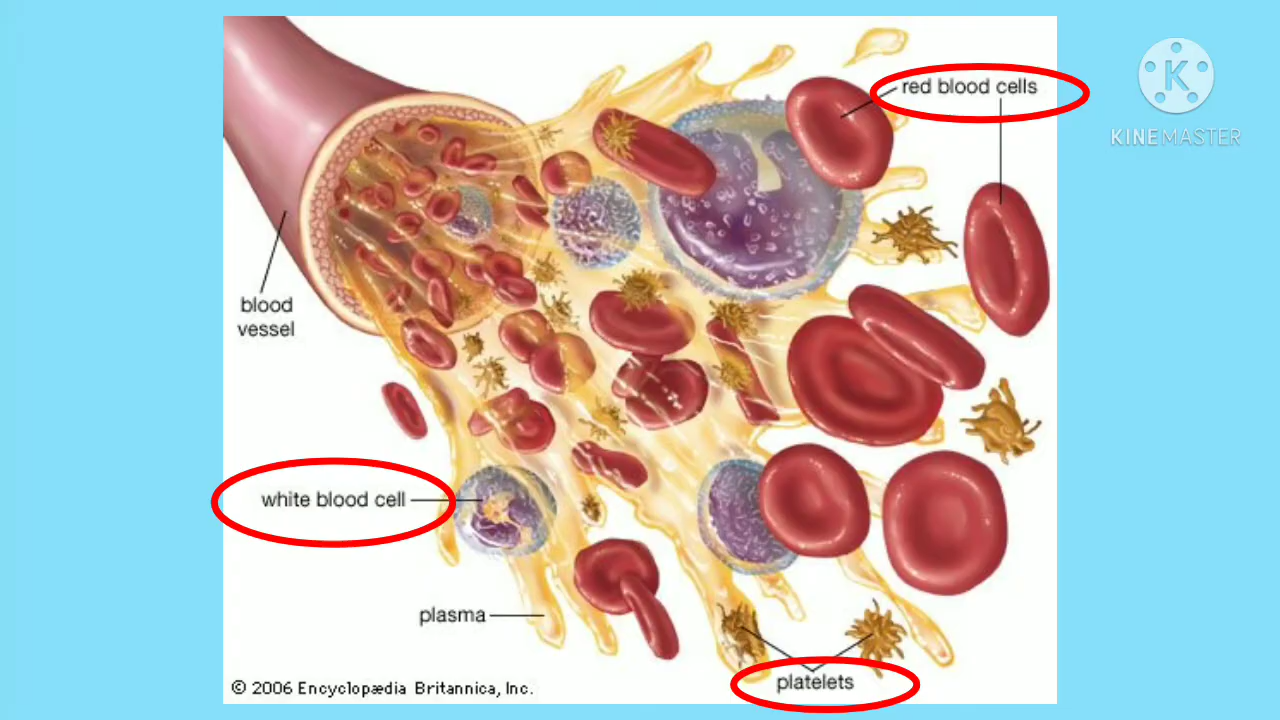 red blood cells
KINEMASTER
blood
vessel
white blood cell
plasma
platelets
© 2006 Encyclopædia Britannica, Inc.